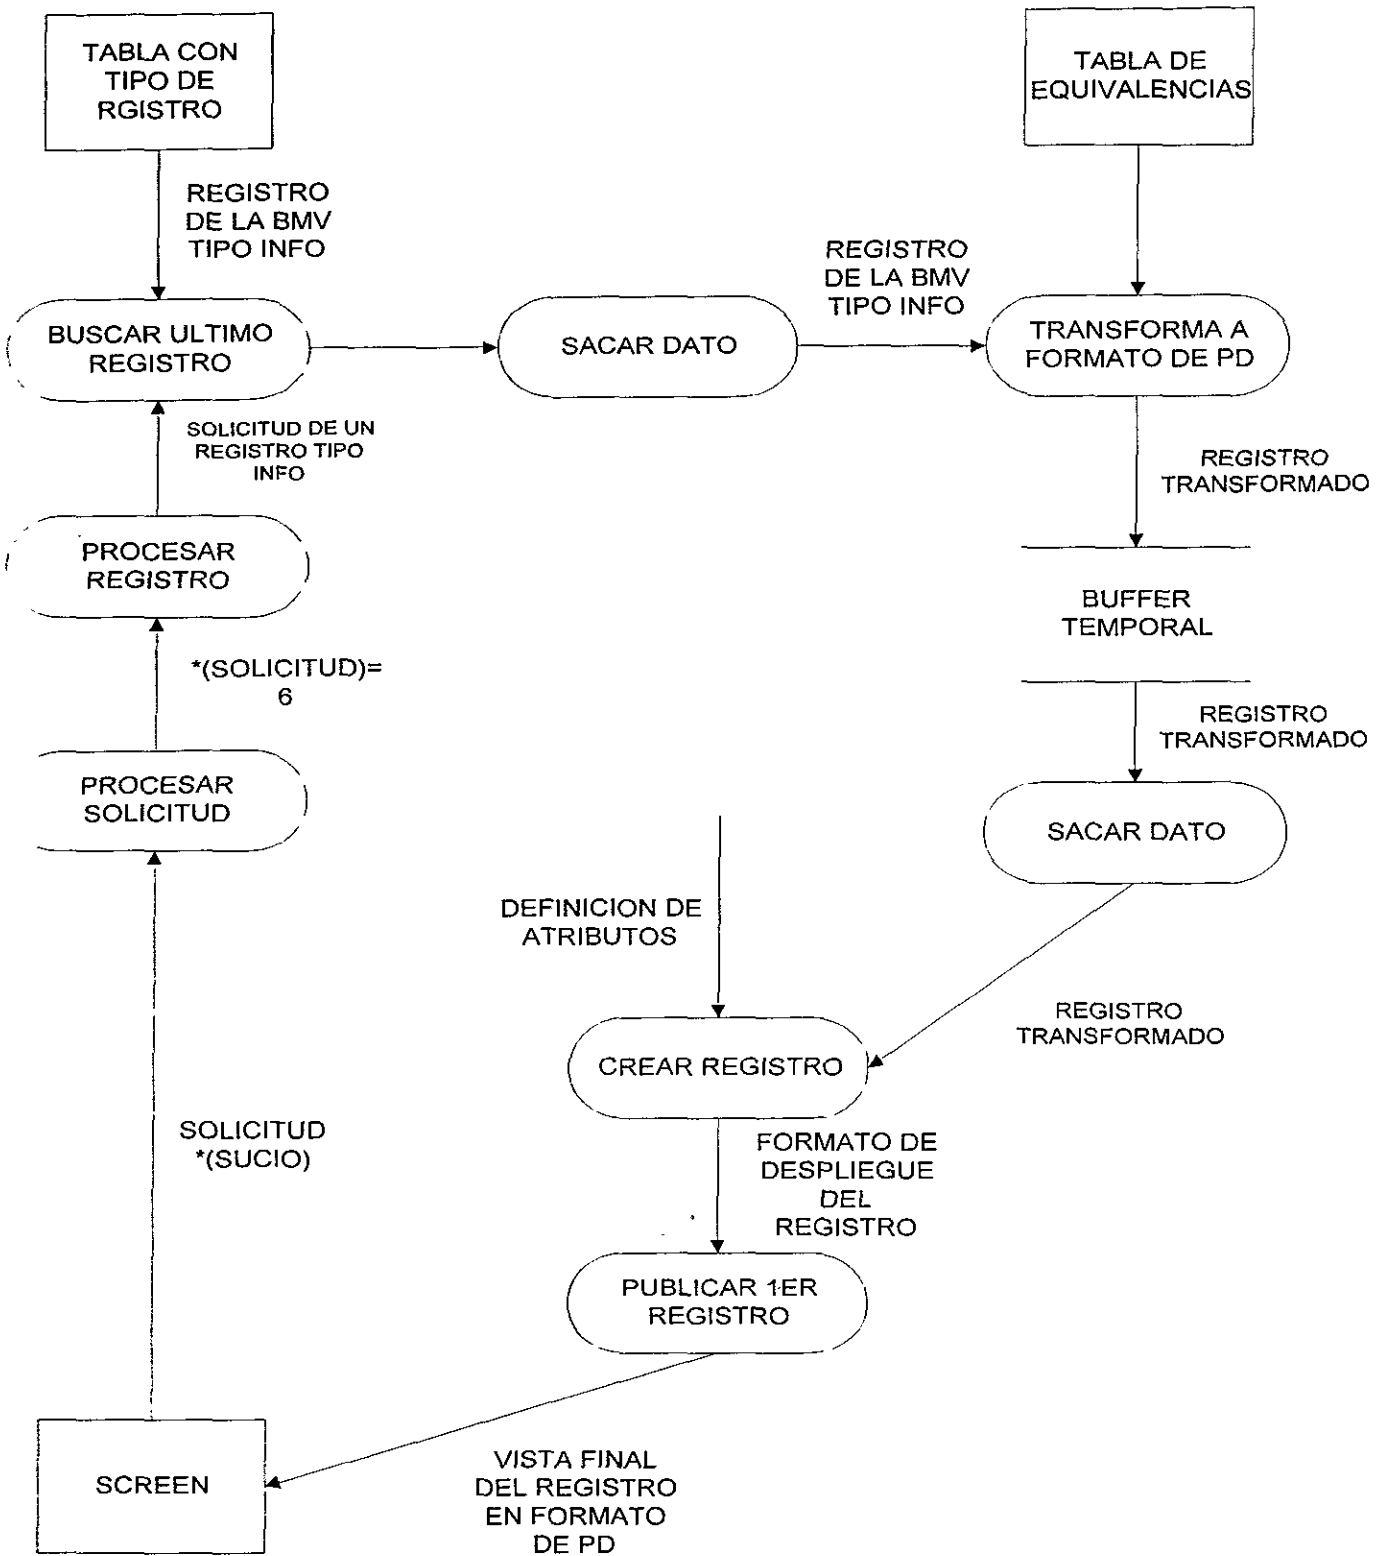 TABLA CON
TIPO DE
RGISTRO
TABLA DE
EQUIVALENCIAS
REGISTRO
DE LA BMV
TIPO INFO
REGISTRO
DE LA BMV
TIPO INFO
BUSCAR ULTIMO
REGISTRO
SACAR DATO
TRANSFORMA A
FORMATO DE PD
SOLICITUD DE UN
REGISTRO TIPO
INFO
REGISTRO
TRANSFORMADO
PROCESAR
REGISTRO
BUFFER
TEMPORAL
*(SOLICITUD)=
6
REGISTRO
TRANSFORMADO
PROCESAR
SOLICITUD
SACAR DATO
DEFINICION DE
ATRIBUTOS
REGISTRO
TRANSFORMADO
CREAR REGISTRO
SOLICITUD
*(SUCIO)
FORMATO DE
DESPLIEGUE
DEL
REGISTRO
PUBLICAR 1ER
REGISTRO
SCREEN
VISTA FINAL
DEL REGISTRO
EN FORMATO
DE PD